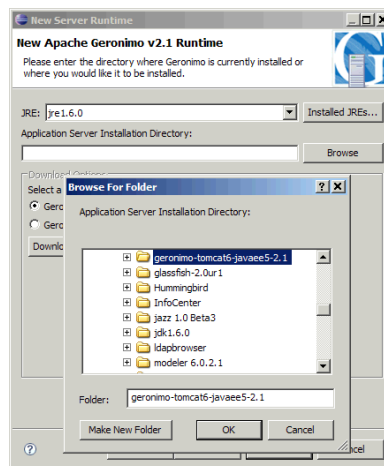 New Server Runtime
New Apache Geronimo v2.1 Runtime
Please enter the directory where Geronimo is currently installed or
where you would like it to be installed.
JRE: jre1.6.0 Installed JREs...
Application Server Installation Directory:
Browse
Download Options
Select a
Gero
Gero
Downlo
Browse For Folder
Application Server Installation Directory:
geronimo-tomcat6-javaee5-2.1
glassfish-2.0ur1
Hummingbird
InfoCenter
jazz 1.0 Beta3
jdk1.6.0
ldapbrowser
modeler 6.0.2.1
Folder: geronimo-tomcat6-javaee5-2.1
Make New Folder OK Cancel
ncel